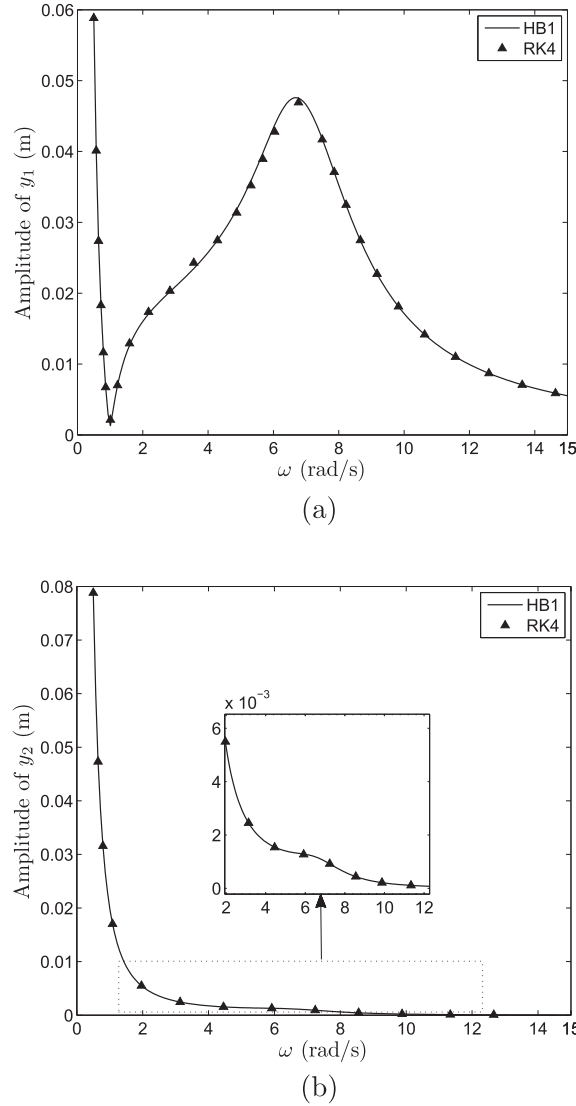 0.06
0.05
0.04
0.03
0.02
0.01
0
Amplitude of y1 (m)
HB1
RK4
0 2 4 6 8 10 12 14 15
ω (rad/s)
(a)
0.08
0.07
0.06
0.05
0.04
0.03
0.02
0.01
0
Amplitude of y2 (m)
HB1
RK4
x 10⁻³
6
4
2
0
2 4 6 8 10 12
0 2 4 6 8 10 12 14 15
ω (rad/s)
(b)